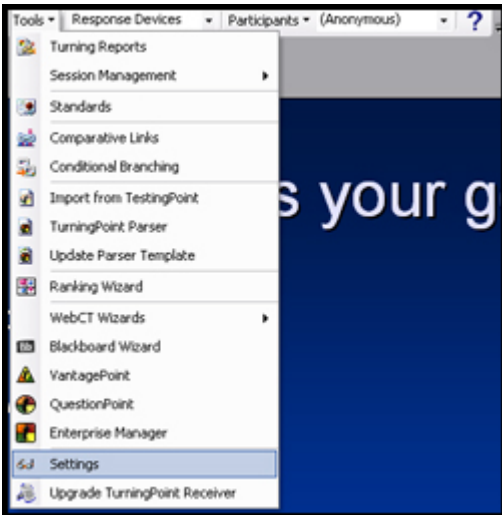 Tools Response Devices Participants (Anonymous) ?
Turning Reports
Session Management
Standards
Comparative Links
Conditional Branching
Import from TestingPoint
TurningPoint Parser
Update Parser Template
Ranking Wizard
WebCT Wizards
Blackboard Wizard
VantagePoint
QuestionPoint
Enterprise Manager
Settings
Upgrade TurningPoint Receiver
s your g